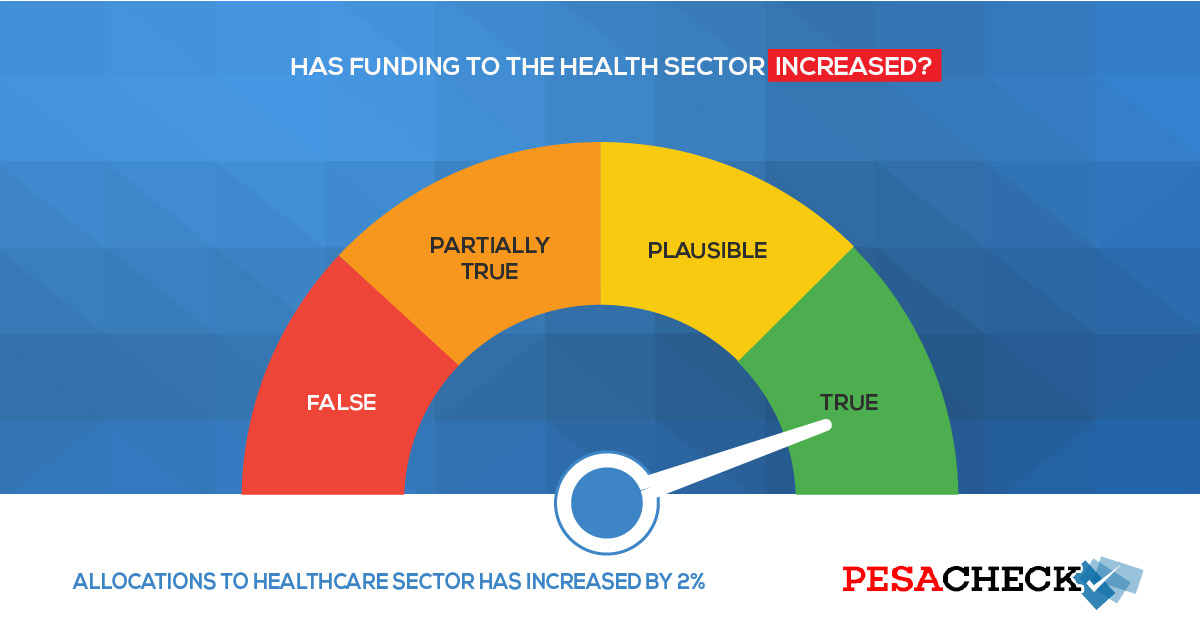 HAS FUNDING TO THE HEALTH SECTOR INCREASED?
PARTIALLY
TRUE
PLAUSIBLE
FALSE
TRUE
ALLOCATIONS TO HEALTHCARE SECTOR HAS INCREASED BY 2%
PESACHECK